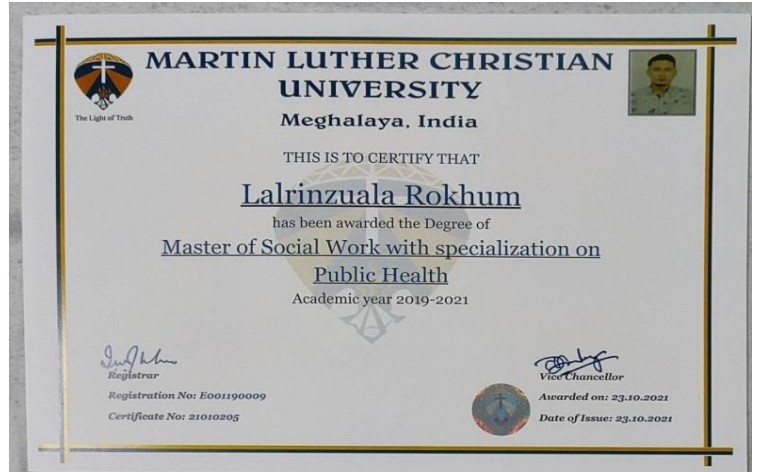 MARTIN LUTHER CHRISTIAN
UNIVERSITY
The Light of Truth
Meghalaya, India
THIS IS TO CERTIFY THAT
Lalrinzuala Rokhum
has been awarded the Degree of
Master of Social Work with specialization on
Public Health
Academic year 2019-2021
Registrar
Registration No: E001190009
Certificate No: 21010205
Vice Chancellor
Awarded on: 23.10.2021
Date of Issue: 23.10.2021